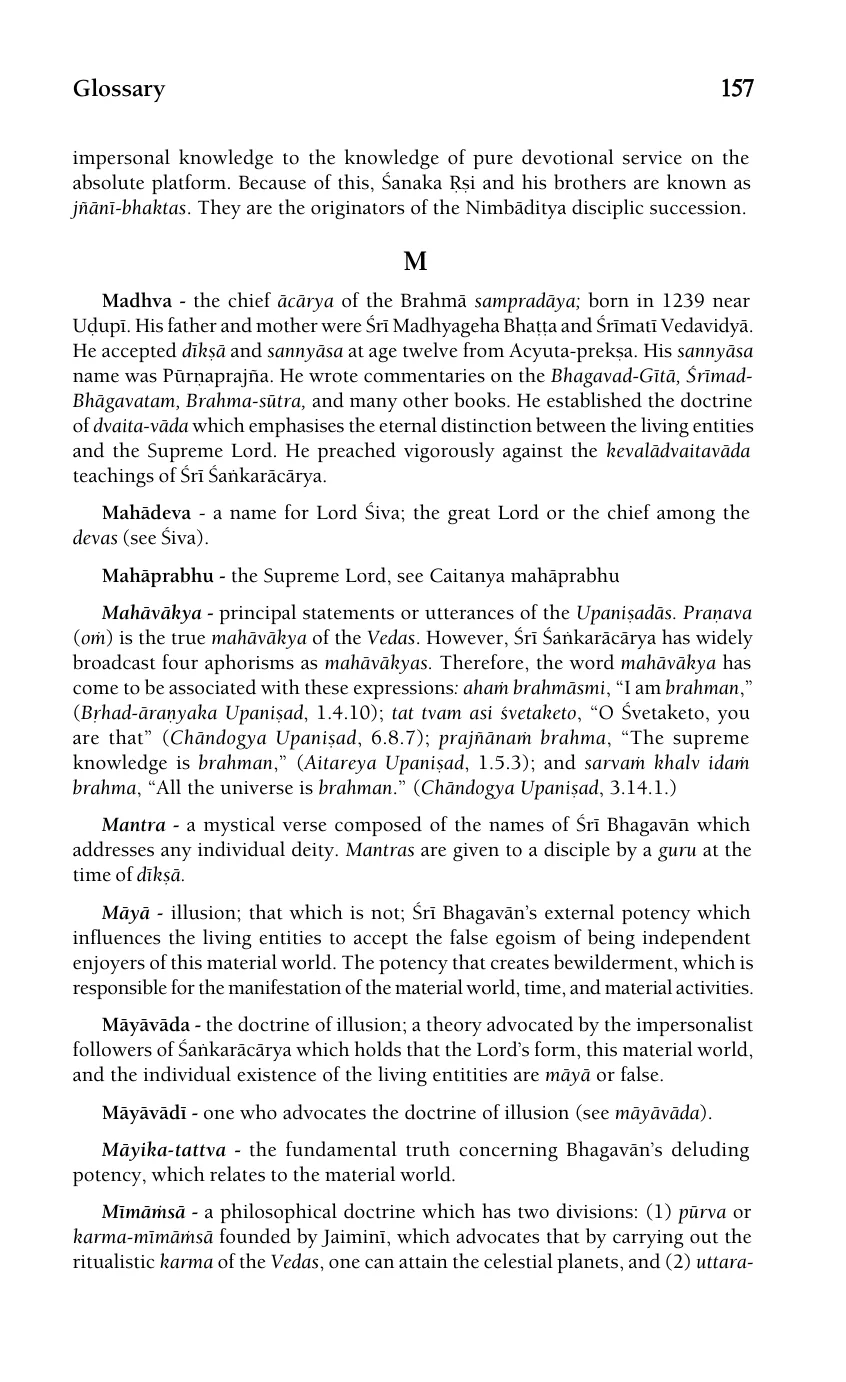 Glossary 157
impersonal knowledge to the knowledge of pure devotional service on the
absolute platform. Because of this, Śanaka Ṛṣi and his brothers are known as
jñānī-bhaktas. They are the originators of the Nimbāditya disciplic succession.
M
Madhva - the chief ācārya of the Brahmā sampradāya; born in 1239 near
Uḍupī. His father and mother were Śrī Madhyageha Bhaṭṭa and Śrīmatī Vedavidyā.
He accepted dīkṣā and sannyāsa at age twelve from Acyuta-prekṣa. His sannyāsa
name was Pūrṇaprajña. He wrote commentaries on the Bhagavad-Gītā, Śrīmad-
Bhāgavatam, Brahma-sūtra, and many other books. He established the doctrine
of dvaita-vāda which emphasises the eternal distinction between the living entities
and the Supreme Lord. He preached vigorously against the kevalādvaitavāda
teachings of Śrī Śaṅkarācārya.
Mahādeva - a name for Lord Śiva; the great Lord or the chief among the
devas (see Śiva).
Mahāprabhu - the Supreme Lord, see Caitanya mahāprabhu
Mahāvākya - principal statements or utterances of the Upaniṣadās. Praṇava
(oṁ) is the true mahāvākya of the Vedas. However, Śrī Śaṅkarācārya has widely
broadcast four aphorisms as mahāvākyas. Therefore, the word mahāvākya has
come to be associated with these expressions: ahaṁ brahmāsmi, “I am brahman,”
(Bṛhad-āraṇyaka Upaniṣad, 1.4.10); tat tvam asi śvetaketo, “O Śvetaketo, you
are that” (Chāndogya Upaniṣad, 6.8.7); prajñānaṁ brahma, “The supreme
knowledge is brahman,” (Aitareya Upaniṣad, 1.5.3); and sarvaṁ khalv idaṁ
brahma, “All the universe is brahman.” (Chāndogya Upaniṣad, 3.14.1.)
Mantra - a mystical verse composed of the names of Śrī Bhagavān which
addresses any individual deity. Mantras are given to a disciple by a guru at the
time of dīkṣā.
Māyā - illusion; that which is not; Śrī Bhagavān’s external potency which
influences the living entities to accept the false egoism of being independent
enjoyers of this material world. The potency that creates bewilderment, which is
responsible for the manifestation of the material world, time, and material activities.
Māyāvāda - the doctrine of illusion; a theory advocated by the impersonalist
followers of Śaṅkarācārya which holds that the Lord’s form, this material world,
and the individual existence of the living entitities are māyā or false.
Māyāvādī - one who advocates the doctrine of illusion (see māyāvāda).
Māyika-tattva - the fundamental truth concerning Bhagavān’s deluding
potency, which relates to the material world.
Mīmāṁsā - a philosophical doctrine which has two divisions: (1) pūrva or
karma-mīmāṁsā founded by Jaiminī, which advocates that by carrying out the
ritualistic karma of the Vedas, one can attain the celestial planets, and (2) uttara-